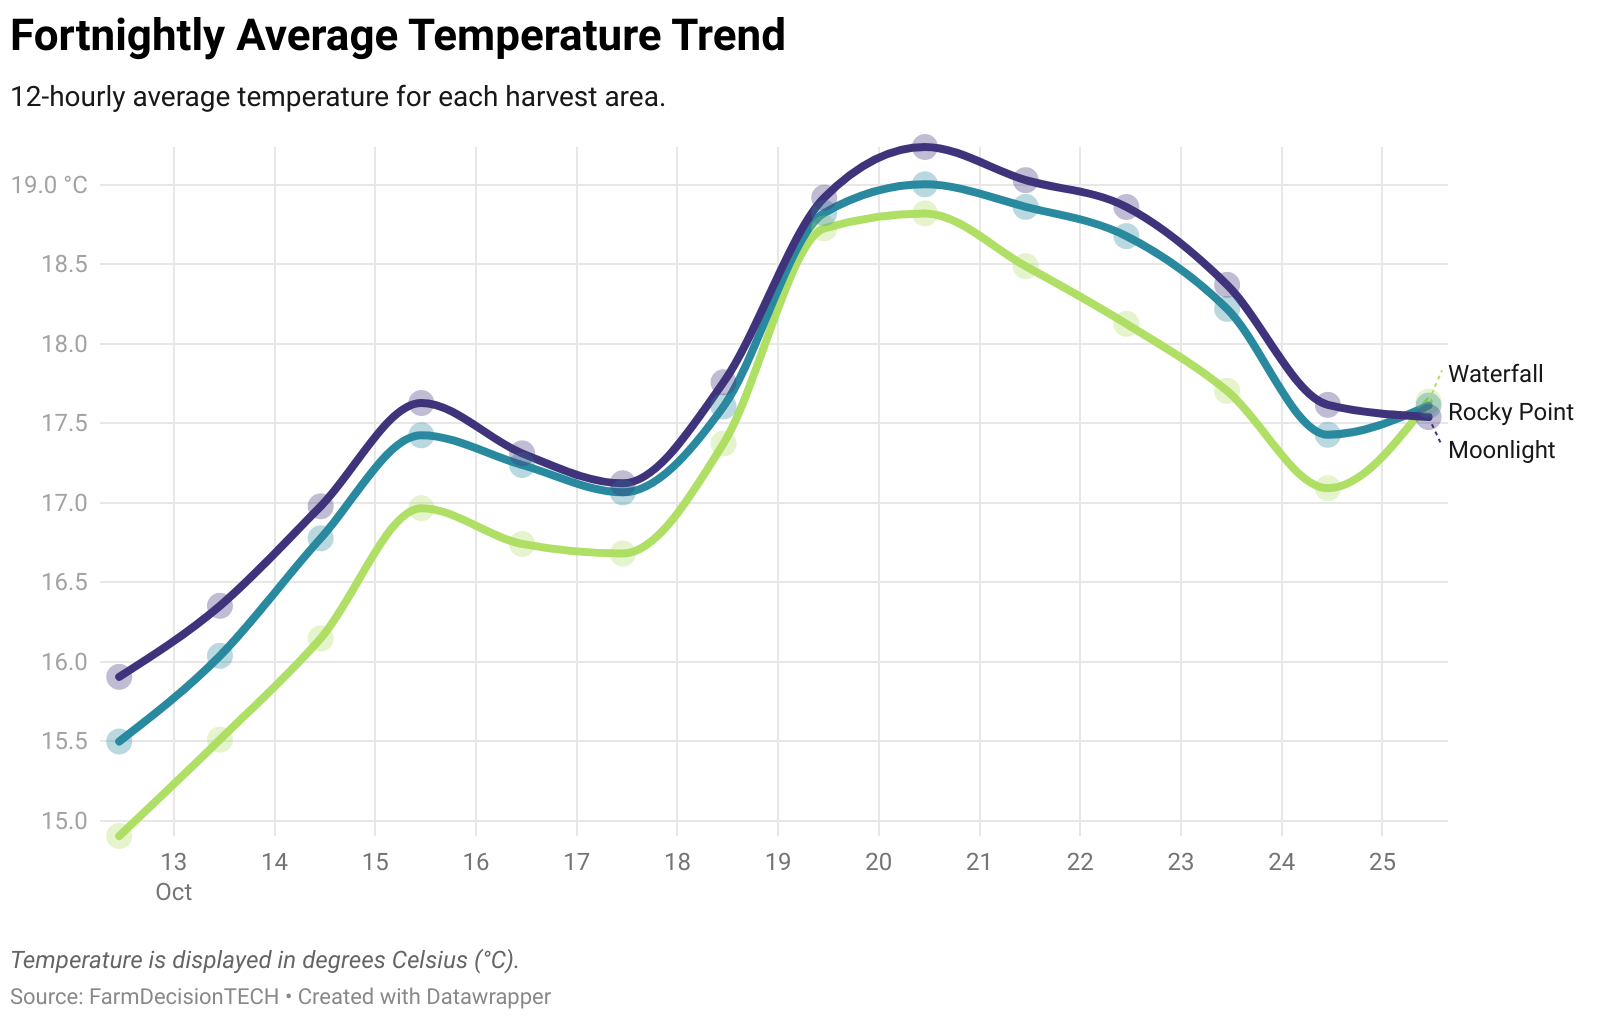 Fortnightly Average Temperature Trend
12-hourly average temperature for each harvest area.
19.0 °C
18.5
18.0
17.5
17.0
16.5
16.0
15.5
15.0
Waterfall
Rocky Point
Moonlight
13 14 15 16 17 18 19 20 21 22 23 24 25
Oct
Temperature is displayed in degrees Celsius (°C).
Source: FarmDecisionTECH • Created with Datawrapper